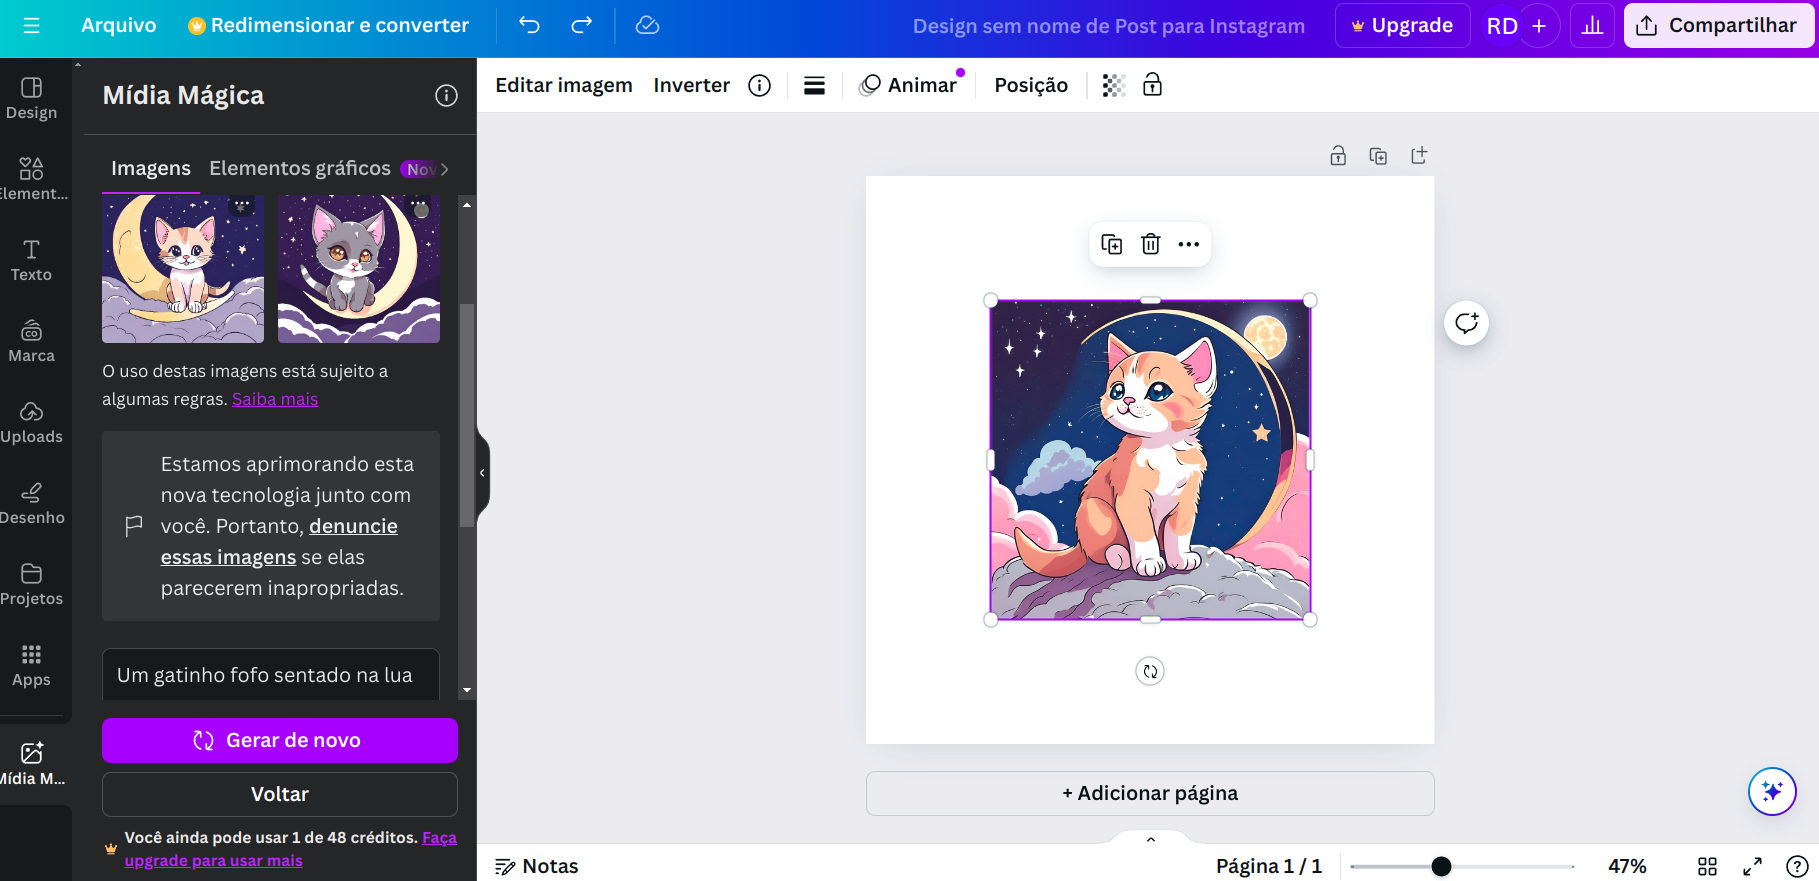 Arquivo
Redimensionar e converter
Design sem nome de Post para Instagram
Upgrade
RD
Compartilhar
Design
Element...
Texto
Marca
Uploads
Desenho
Projetos
Apps
Mídia M...
Mídia Mágica
Imagens
Elementos gráficos
O uso destas imagens está sujeito a
algumas regras. Saiba mais
Estamos aprimorando esta
nova tecnologia junto com
você. Portanto, denuncie
essas imagens se elas
parecerem inapropriadas.
Um gatinho fofo sentado na lua
Gerar de novo
Voltar
Você ainda pode usar 1 de 48 créditos. Faça
upgrade para usar mais
Editar imagem
Inverter
Animar
Posição
+ Adicionar página
Notas
Página 1 / 1
47%